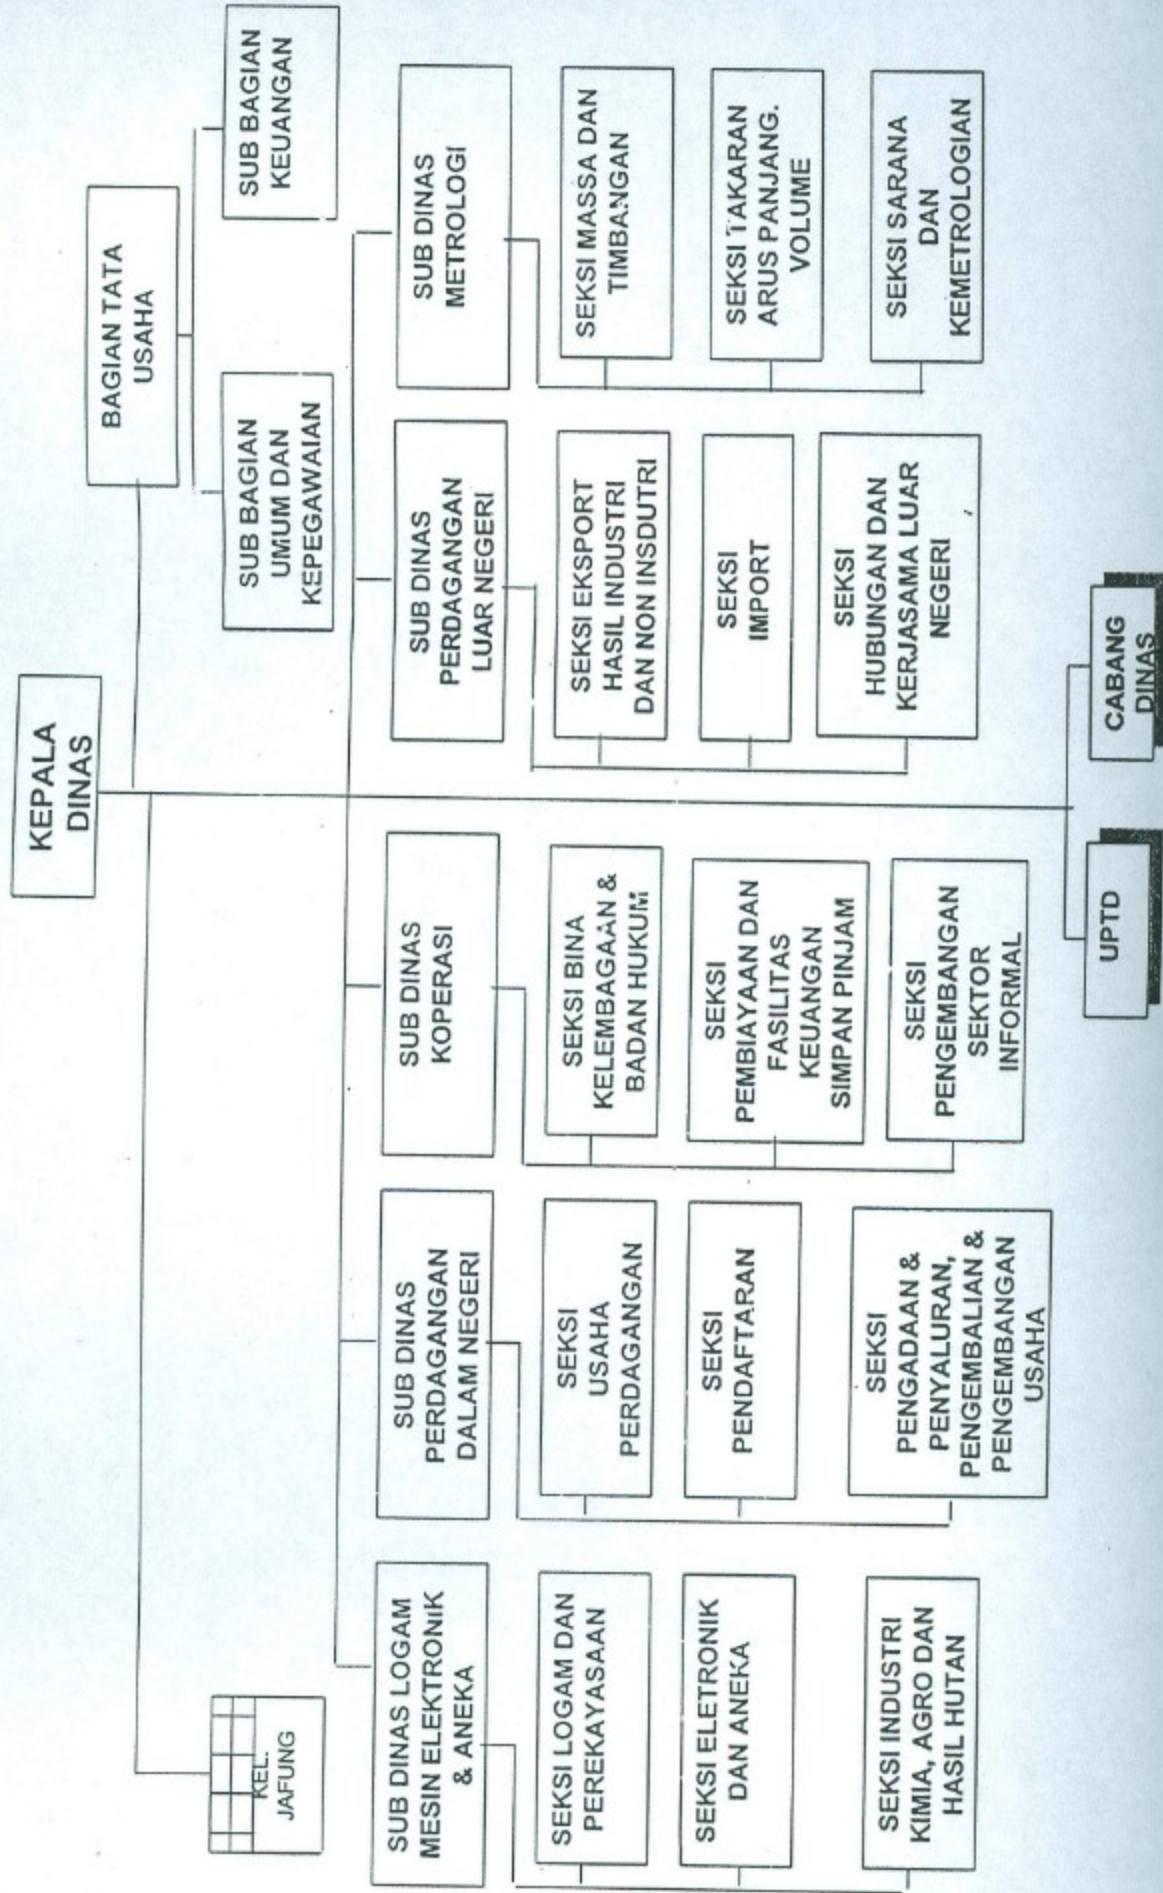 KEPALA
DINAS
BAGIAN TATA
USAHA
SUB BAGIAN
UMUM DAN
KEPEGAWAIAN
SUB BAGIAN
KEUANGAN
KEL.
JAFUNG
SUB DINAS LOGAM
MESIN ELEKTRONIK
& ANEKA
SEKSI LOGAM DAN
PEREKAYASAAN
SEKSI ELETRONIK
DAN ANEKA
SEKSI INDUSTRI
KIMIA, AGRO DAN
HASIL HUTAN
SUB DINAS
PERDAGANGAN
DALAM NEGERI
SEKSI
USAHA
PERDAGANGAN
SEKSI
PENDAFTARAN
SEKSI
PENGADAAN &
PENYALURAN,
PENGEMBALIAN &
PENGEMBANGAN
USAHA
SUB DINAS
KOPERASI
SEKSI BINA
KELEMBAGAAN &
BADAN HUKUM
SEKSI
PEMBIAYAAN DAN
FASILITAS
KEUANGAN
SIMPAN PINJAM
SEKSI
PENGEMBANGAN
SEKTOR
INFORMAL
SUB DINAS
PERDAGANGAN
LUAR NEGERI
SEKSI EKSPORT
HASIL INDUSTRI
DAN NON INSDUTRI
SEKSI
IMPORT
SEKSI
HUBUNGAN DAN
KERJASAMA LUAR
NEGERI
SUB DINAS
METROLOGI
SEKSI MASSA DAN
TIMBANGAN
SEKSI TAKARAN
ARUS PANJANG.
VOLUME
SEKSI SARANA
DAN
KEMETROLOGIAN
UPTD
CABANG
DINAS